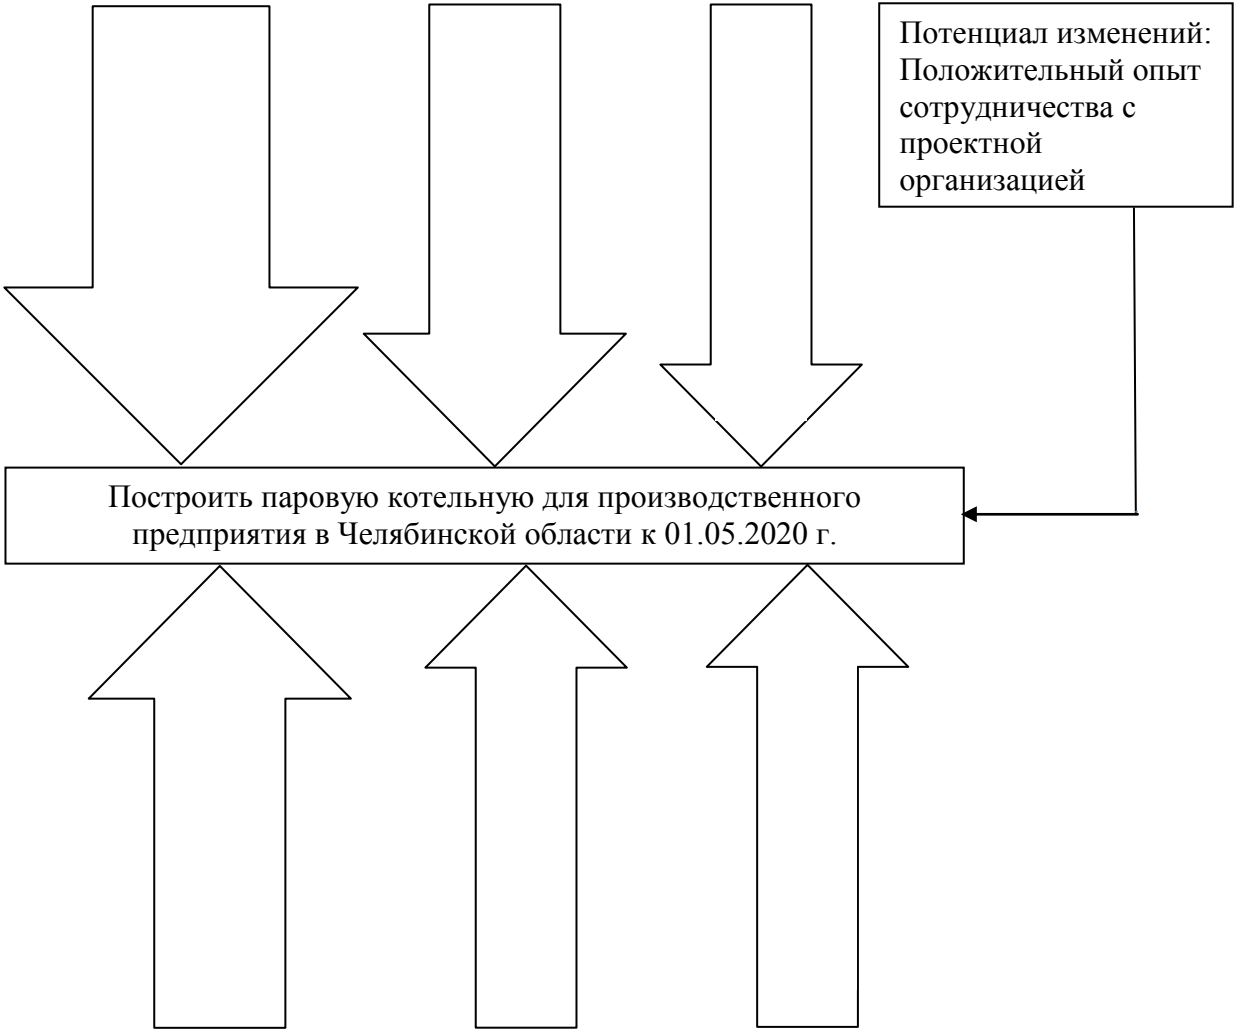 Потенциал изменений:
Положительный опыт
сотрудничества с
проектной
организацией
Построить паровую котельную для производственного
предприятия в Челябинской области к 01.05.2020 г.